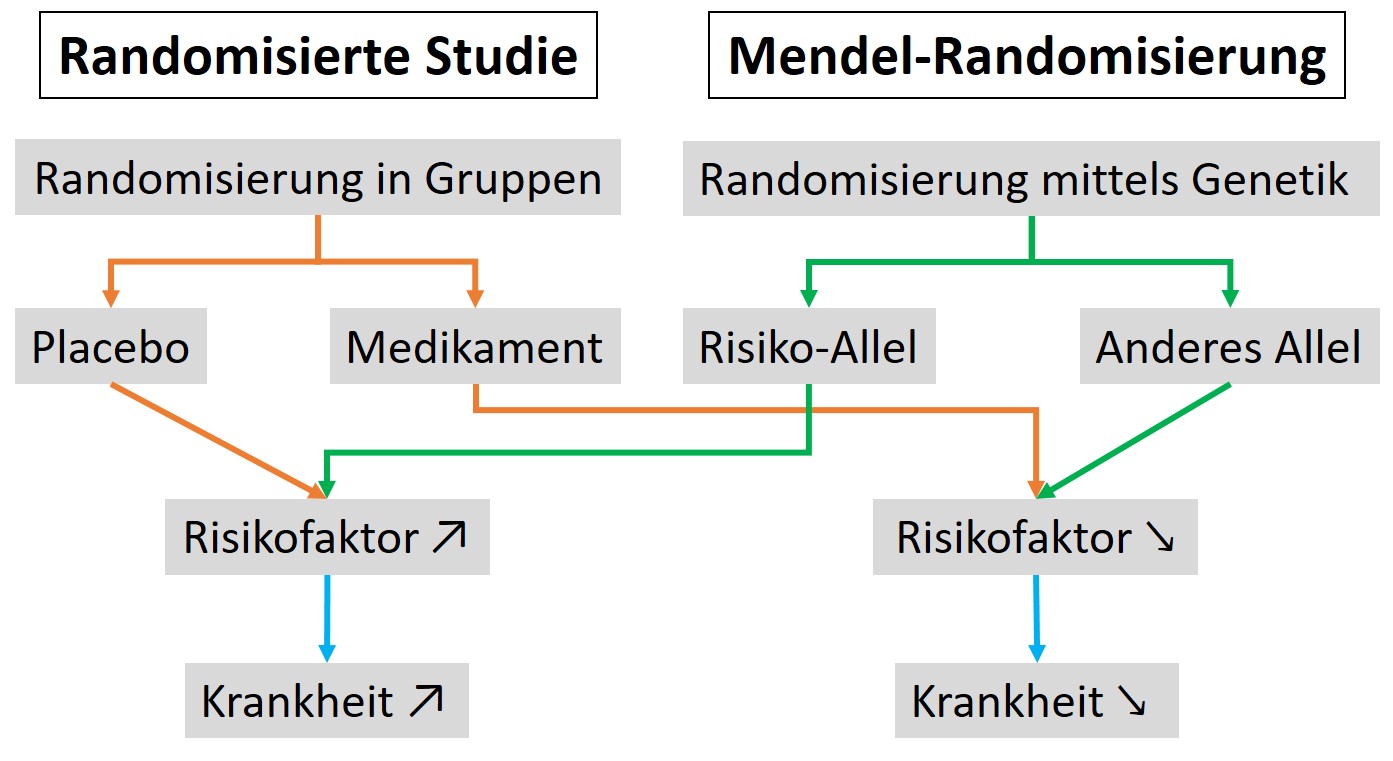 Randomisierte Studie
Mendel-Randomisierung
Randomisierung in Gruppen
Randomisierung mittels Genetik
Placebo
Medikament
Risiko-Allel
Anderes Allel
Risikofaktor ↗
Risikofaktor ↘
Krankheit ↗
Krankheit ↘